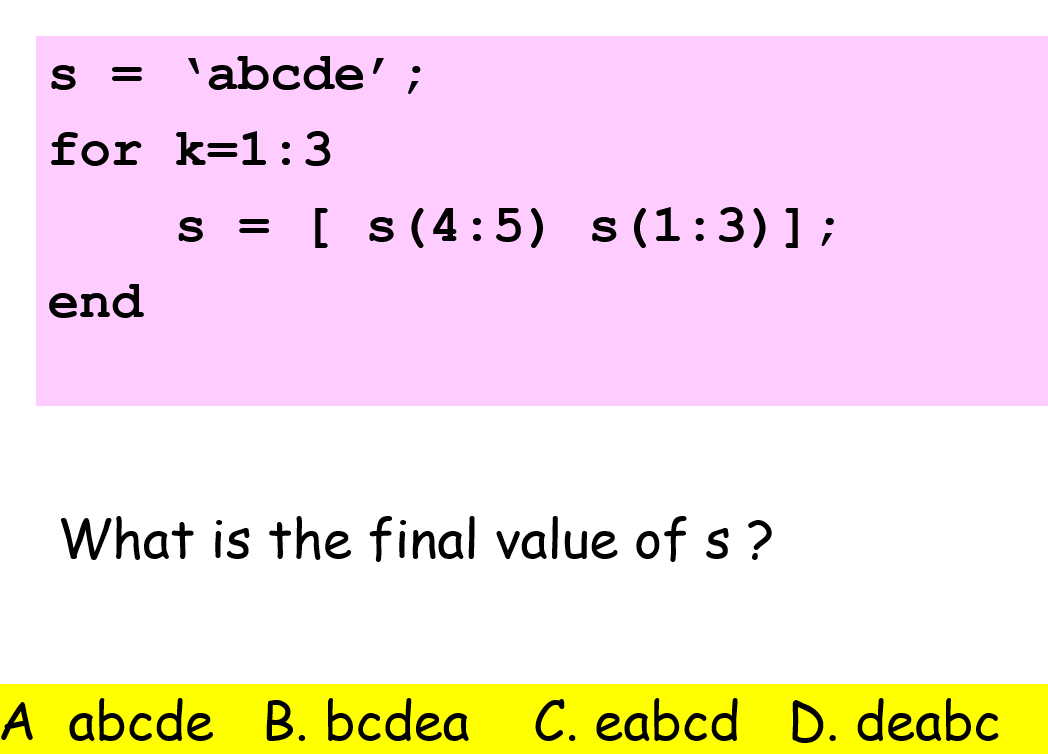 s = ‘abcde’;
for k=1:3
    s = [ s(4:5) s(1:3)];
end
What is the final value of s ?
A abcde B. bcdea C. eabcd D. deabc